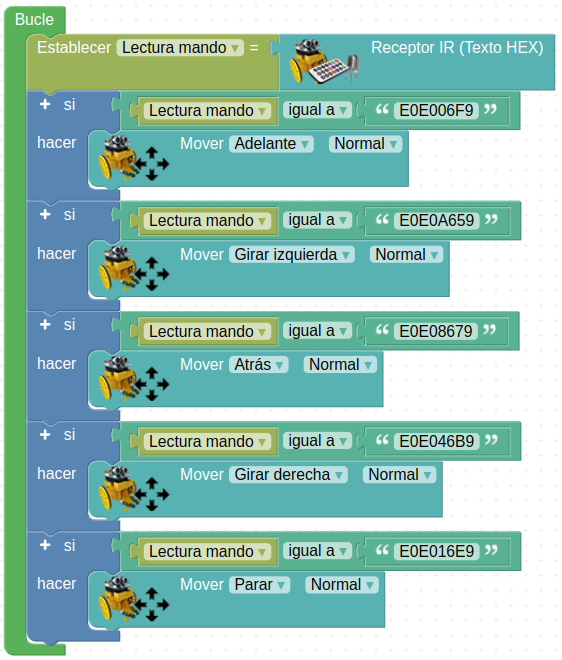 Bucle
Establecer Lectura mando = Receptor IR (Texto HEX)
+ si Lectura mando igual a “ E0E006F9 ”
hacer Mover Adelante Normal
+ si Lectura mando igual a “ E0E0A659 ”
hacer Mover Girar izquierda Normal
+ si Lectura mando igual a “ E0E08679 ”
hacer Mover Atrás Normal
+ si Lectura mando igual a “ E0E046B9 ”
hacer Mover Girar derecha Normal
+ si Lectura mando igual a “ E0E016E9 ”
hacer Mover Parar Normal